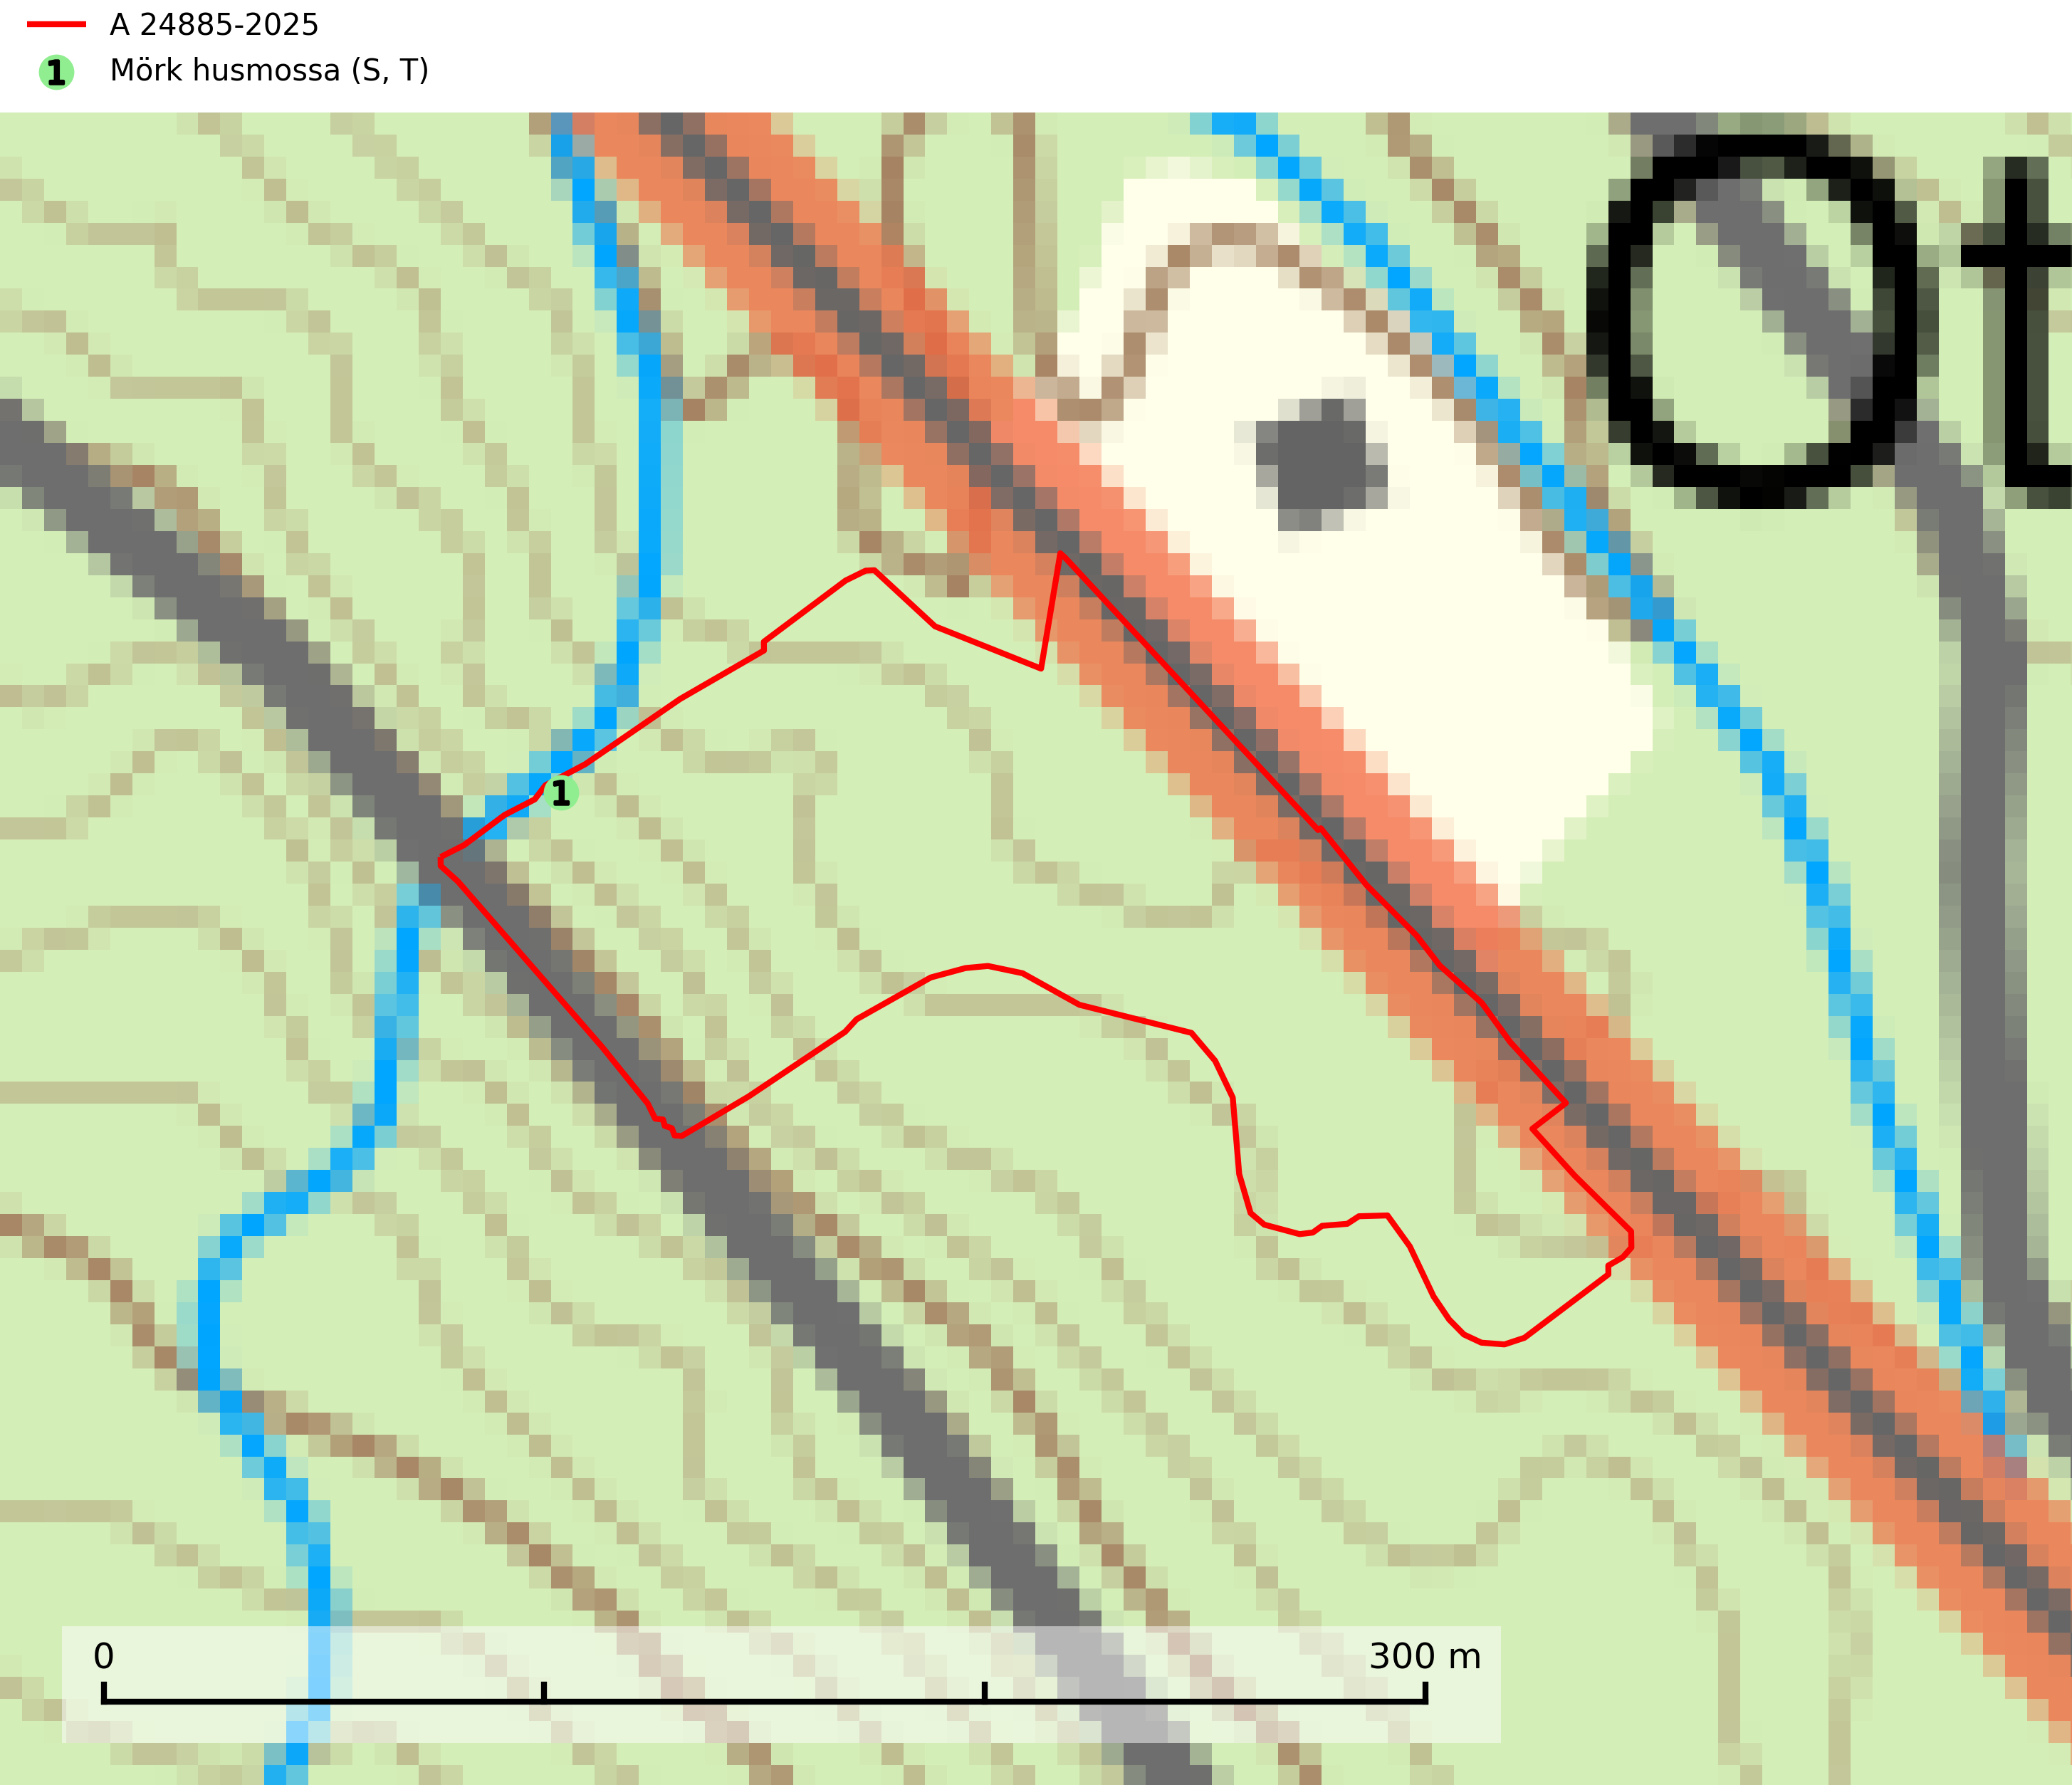 A 24885-2025
1 Mörk husmossa (S, T)
Ot
1
0 300 m